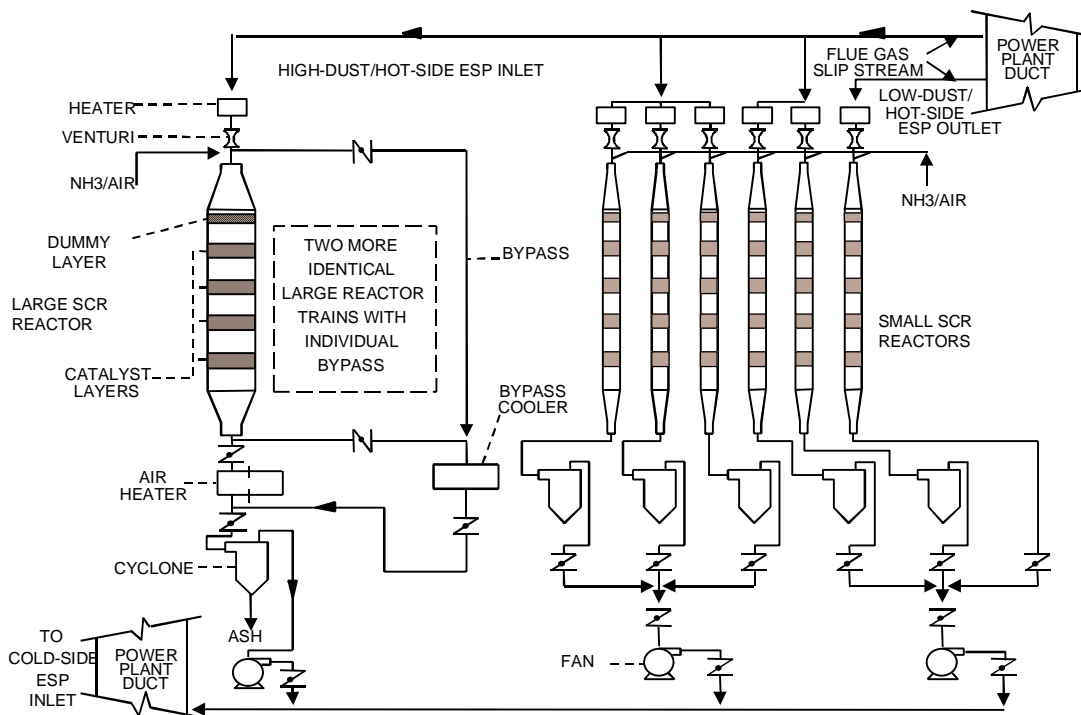 POWER
PLANT
DUCT
FLUE GAS
SLIP STREAM
HIGH-DUST/HOT-SIDE ESP INLET
LOW-DUST/
HOT-SIDE
ESP OUTLET
HEATER
VENTURI
NH3/AIR
NH3/AIR
DUMMY
LAYER
TWO MORE
IDENTICAL
LARGE REACTOR
TRAINS WITH
INDIVIDUAL
BYPASS
BYPASS
LARGE SCR
REACTOR
SMALL SCR
REACTORS
CATALYST
LAYERS
BYPASS
COOLER
AIR
HEATER
CYCLONE
ASH
TO
COLD-SIDE
ESP
INLET
POWER
PLANT
DUCT
FAN